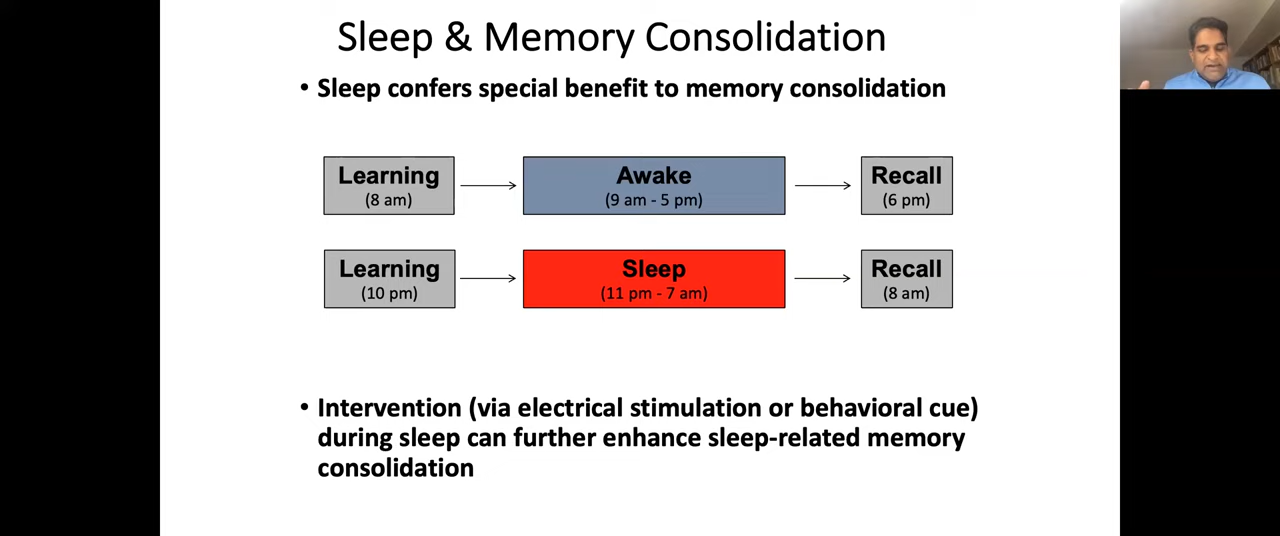 Sleep & Memory Consolidation
• Sleep confers special benefit to memory consolidation
Learning
(8 am)
Awake
(9 am - 5 pm)
Recall
(6 pm)
Learning
(10 pm)
Sleep
(11 pm - 7 am)
Recall
(8 am)
• Intervention (via electrical stimulation or behavioral cue)
during sleep can further enhance sleep-related memory
consolidation